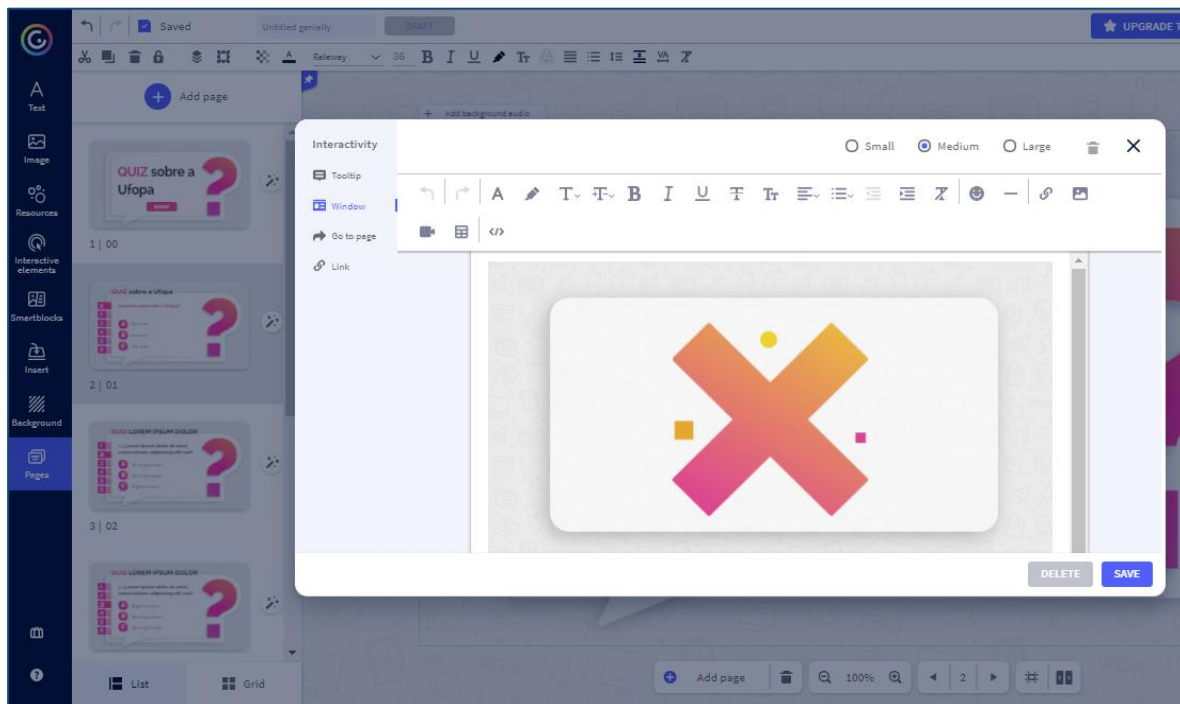 Saved
Untitled genially
DRAFT
UPGRADE T
Raleway
36
B I U
Text
Image
Resources
Interactive
elements
Smartblocks
Insert
Background
Pages
Add page
QUIZ sobre a
Ufopa
1 | 00
QUIZ sobre a Ufopa
2 | 01
QUIZ LOREM IPSUM DOLOR
3 | 02
QUIZ LOREM IPSUM DOLOR
List
Grid
+ Add background audio
Interactivity
Tooltip
Window
Go to page
Link
Small
Medium
Large
DELETE
SAVE
Add page
100%
2